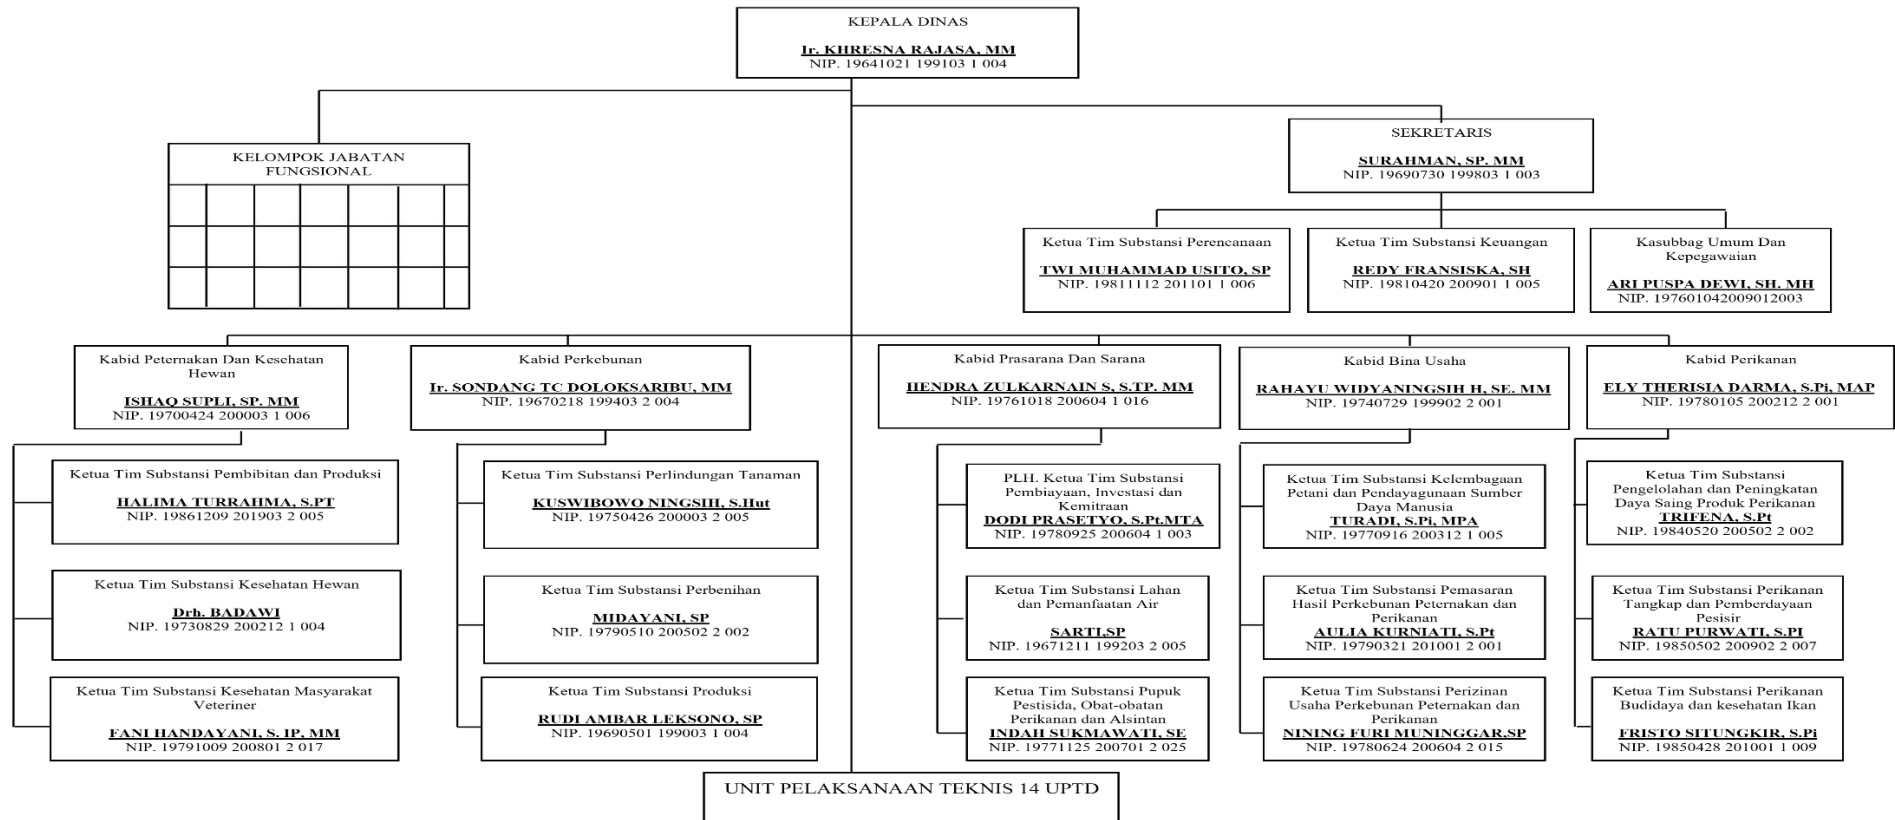 KEPALA DINAS
Ir. KHRESNA RAJASA, MM
NIP. 19641021 199103 1 004
KELOMPOK JABATAN
FUNGSIONAL
SEKRETARIS
SURAHMAN, SP. MM
NIP. 19690730 199803 1 003
Ketua Tim Substansi Perencanaan
TWI MUHAMMAD USITO, SP
NIP. 19811112 201101 1 006
Ketua Tim Substansi Keuangan
REDY FRANSISKA, SH
NIP. 19810420 200901 1 005
Kasubbag Umum Dan
Kepegawaian
ARI PUSPA DEWI, SH. MH
NIP. 197601042009012003
Kabid Peternakan Dan Kesehatan
Hewan
ISHAQ SUPLI, SP. MM
NIP. 19700424 200003 1 006
Kabid Perkebunan
Ir. SONDANG TC DOLOKSARIBU, MM
NIP. 19670218 199403 2 004
Kabid Prasarana Dan Sarana
HENDRA ZULKARNAIN S, S.TP. MM
NIP. 19761018 200604 1 016
Kabid Bina Usaha
RAHAYU WIDYANINGSIH H, SE. MM
NIP. 19740729 199902 2 001
Kabid Perikanan
ELY THERISIA DARMA, S.Pi, MAP
NIP. 19780105 200212 2 001
Ketua Tim Substansi Pembibitan dan Produksi
HALIMA TURRAHMA, S.PT
NIP. 19861209 201903 2 005
Ketua Tim Substansi Kesehatan Hewan
Drh. BADAWI
NIP. 19730829 200212 1 004
Ketua Tim Substansi Kesehatan Masyarakat
Veteriner
FANI HANDAYANI, S. IP, MM
NIP. 19791009 200801 2 017
Ketua Tim Substansi Perlindungan Tanaman
KUSWIBOWO NINGSIH, S.Hut
NIP. 19750426 200003 2 005
Ketua Tim Substansi Perbenihan
MIDAYANI, SP
NIP. 19790510 200502 2 002
Ketua Tim Substansi Produksi
RUDI AMBAR LEKSONO, SP
NIP. 19690501 199003 1 004
PLH. Ketua Tim Substansi
Pembiayaan, Investasi dan
Kemitraan
DODI PRASETYO, S.Pt.MTA
NIP. 19780925 200604 1 003
Ketua Tim Substansi Lahan
dan Pemanfaatan Air
SARTI,SP
NIP. 19671211 199203 2 005
Ketua Tim Substansi Pupuk
Pestisida, Obat-obatan
Perikanan dan Alsintan
INDAH SUKMAWATI, SE
NIP. 19771125 200701 2 025
Ketua Tim Substansi Kelembagaan
Petani dan Pendayagunaan Sumber
Daya Manusia
TURADI, S.Pi, MPA
NIP. 19770916 200312 1 005
Ketua Tim Substansi Pemasaran
Hasil Perkebunan Peternakan dan
Perikanan
AULIA KURNIATI, S.Pt
NIP. 19790321 201001 2 001
Ketua Tim Substansi Perizinan
Usaha Perkebunan Peternakan dan
Perikanan
NINING FURI MUNINGGAR,SP
NIP. 19780624 200604 2 015
Ketua Tim Substansi
Pengelolahan dan Peningkatan
Daya Saing Produk Perikanan
TRIFENA, S.Pt
NIP. 19840520 200502 2 002
Ketua Tim Substansi Perikanan
Tangkap dan Pemberdayaan
Pesisir
RATU PURWATI, S.PI
NIP. 19850502 200902 2 007
Ketua Tim Substansi Perikanan
Budidaya dan kesehatan Ikan
FRISTO SITUNGKIR, S.Pi
NIP. 19850428 201001 1 009
UNIT PELAKSANAAN TEKNIS 14 UPTD